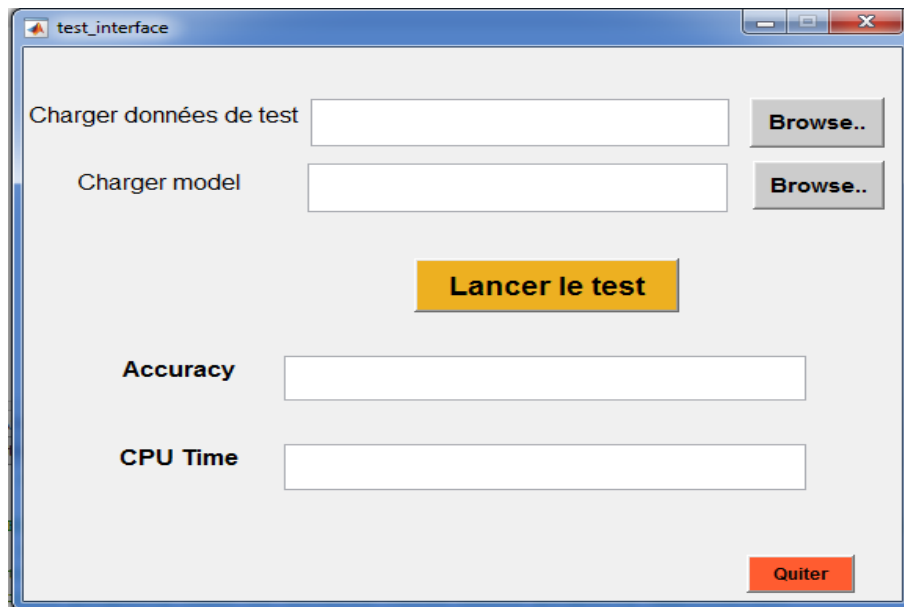 test_interface
Charger données de test
Browse..
Charger model
Browse..
Lancer le test
Accuracy
CPU Time
Quiter